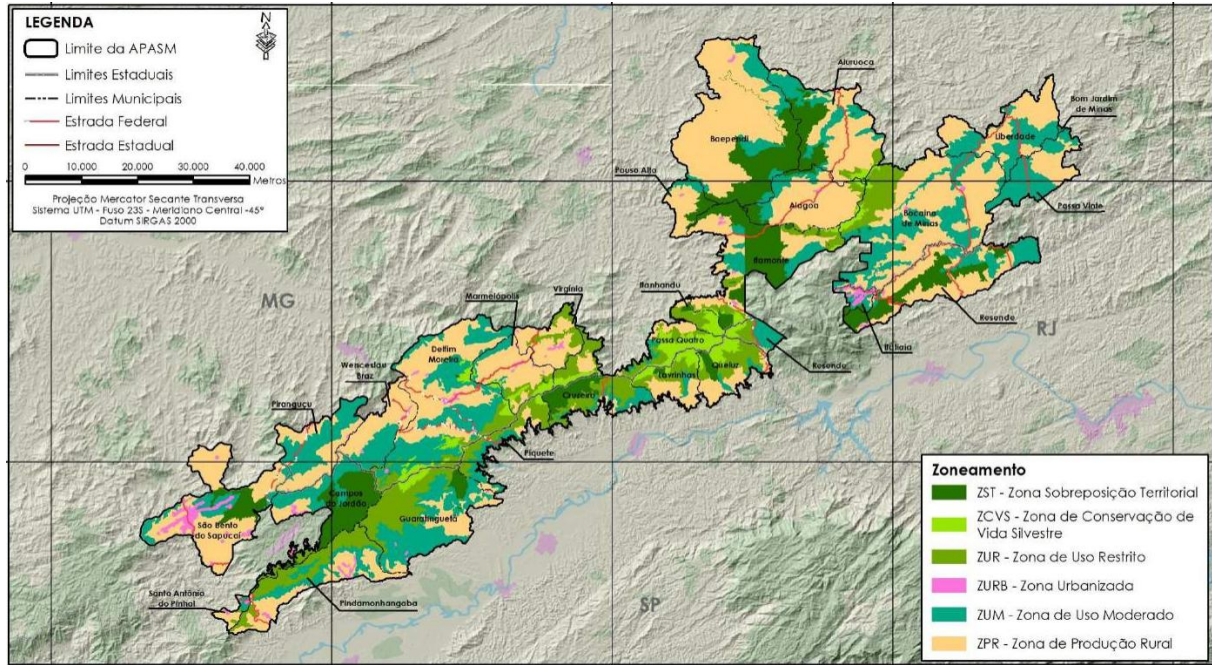 LEGENDA
N
Limite da APASM
Limites Estaduais
Limites Municipais
Estrada Federal
Estrada Estadual
0 10.000 20.000 30.000 40.000
Metros
Projeção Mercator Secante Transversa
Sistema UTM - Fuso 23S - Meridiano Central -45°
Datum SIRGAS 2000
Aiuruoca
Bom Jardim
de Minas
Liberdade
Baependi
Pouso Alto
Alagoa
Bocaina
de Minas
Passa Vinte
Itamonte
MG
Marmelópolis
Virgínia
Itanhandu
Resende
RJ
Itatiaia
Delfim
Moreira
Passa Quatro
Wenceslau
Braz
Queluz
Resende
Lavrinhas
Cruzeiro
Piranguçu
Piquete
Campos
do Jordão
Guaratinguetá
São Bento
do Sapucaí
Santo Antônio
do Pinhal
Pindamonhangaba
SP
Zoneamento
ZST - Zona Sobreposição Territorial
ZCVS - Zona de Conservação de
Vida Silvestre
ZUR - Zona de Uso Restrito
ZURB - Zona Urbanizada
ZUM - Zona de Uso Moderado
ZPR - Zona de Produção Rural